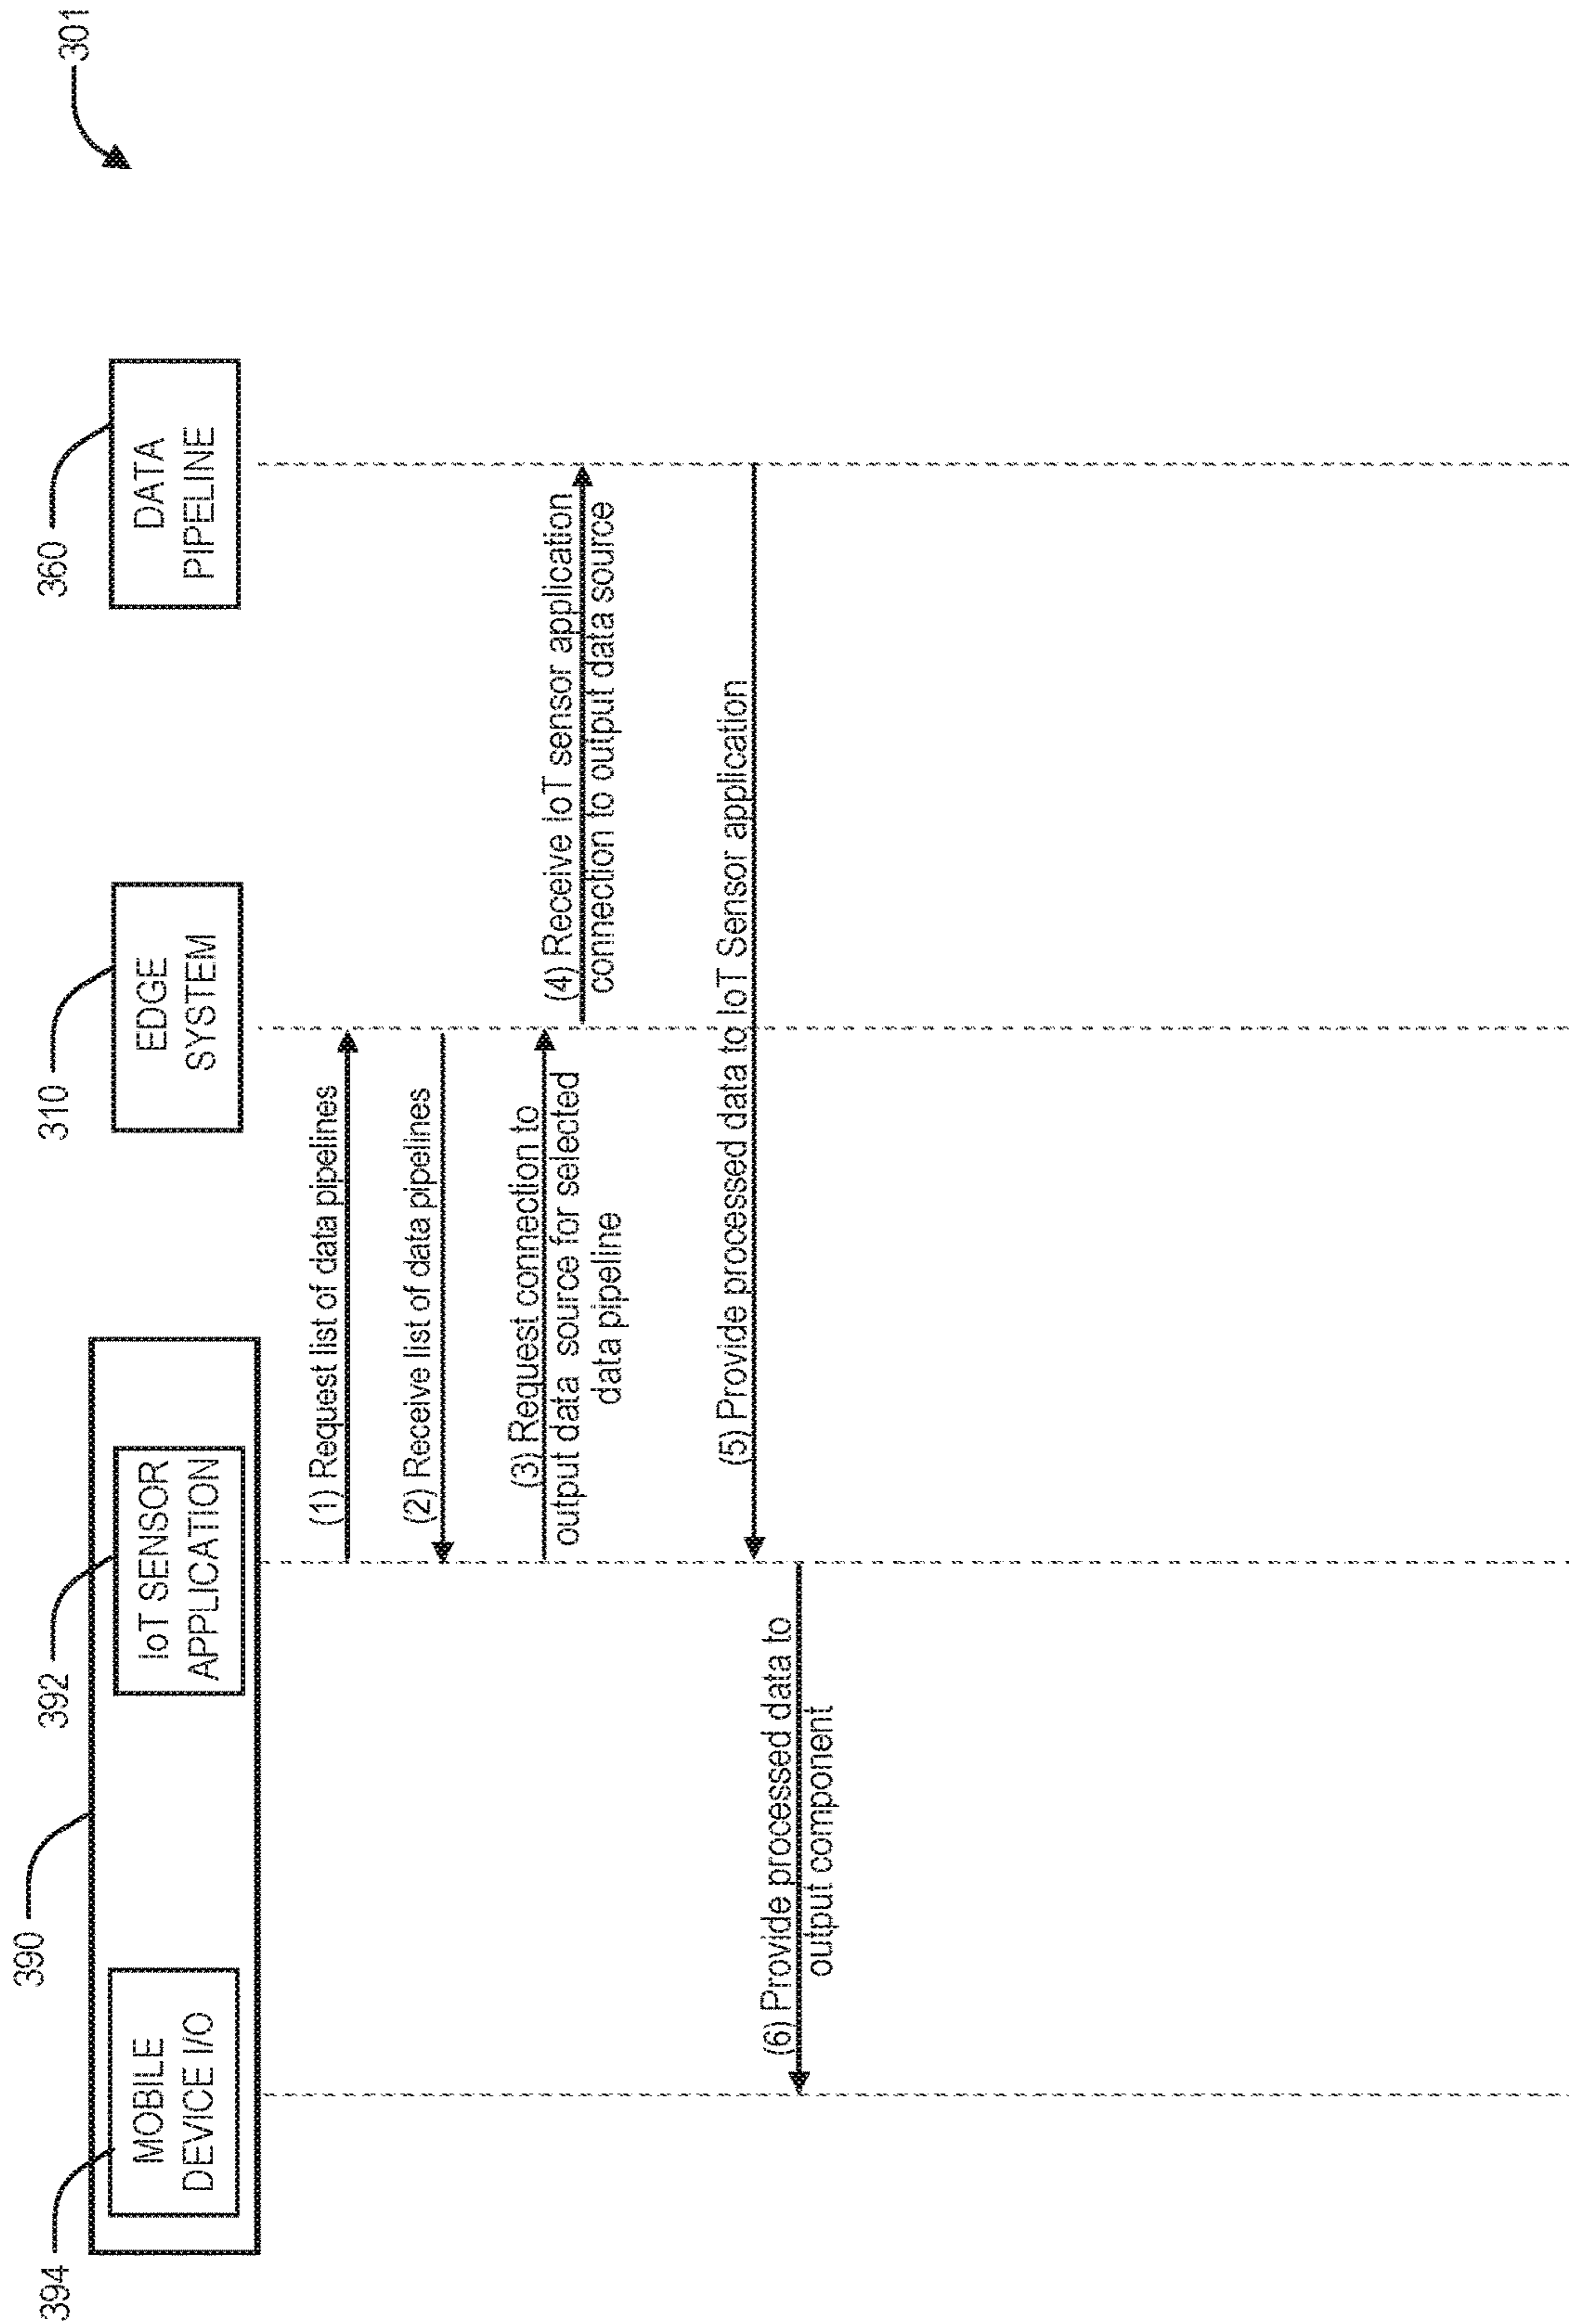 301
394
390
392
310
360
MOBILE
DEVICE I/O
IoT SENSOR
APPLICATION
EDGE
SYSTEM
DATA
PIPELINE
(1) Request list of data pipelines
(2) Receive list of data pipelines
(3) Request connection to
output data source for selected
data pipeline
(4) Receive IoT sensor application
connection to output data source
(5) Provide processed data to IoT Sensor application
(6) Provide processed data to
output component